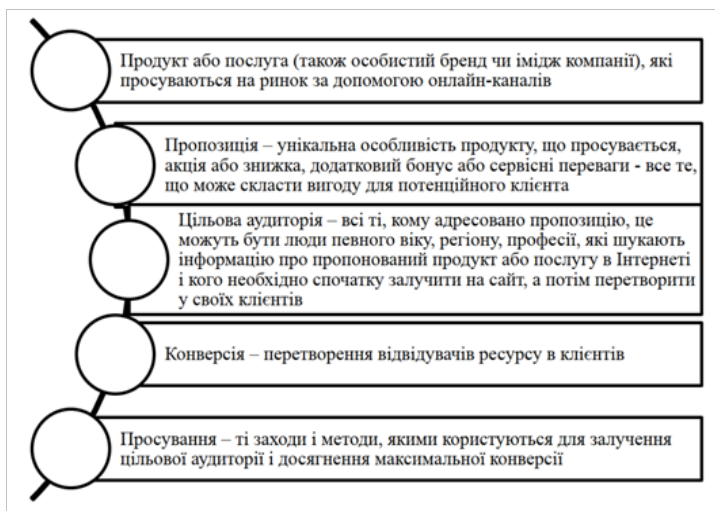 Продукт або послуга (також особистий бренд чи імідж компанії), які
просуваються на ринок за допомогою онлайн-каналів
Пропозиція – унікальна особливість продукту, що просувається,
акція або знижка, додатковий бонус або сервісні переваги - все те,
що може скласти вигоду для потенційного клієнта
Цільова аудиторія – всі ті, кому адресовано пропозицію, це
можуть бути люди певного віку, регіону, професії, які шукають
інформацію про пропонований продукт або послугу в Інтернеті
і кого необхідно спочатку залучити на сайт, а потім перетворити
у своїх клієнтів
Конверсія – перетворення відвідувачів ресурсу в клієнтів
Просування – ті заходи і методи, якими користуються для залучення
цільової аудиторії і досягнення максимальної конверсії